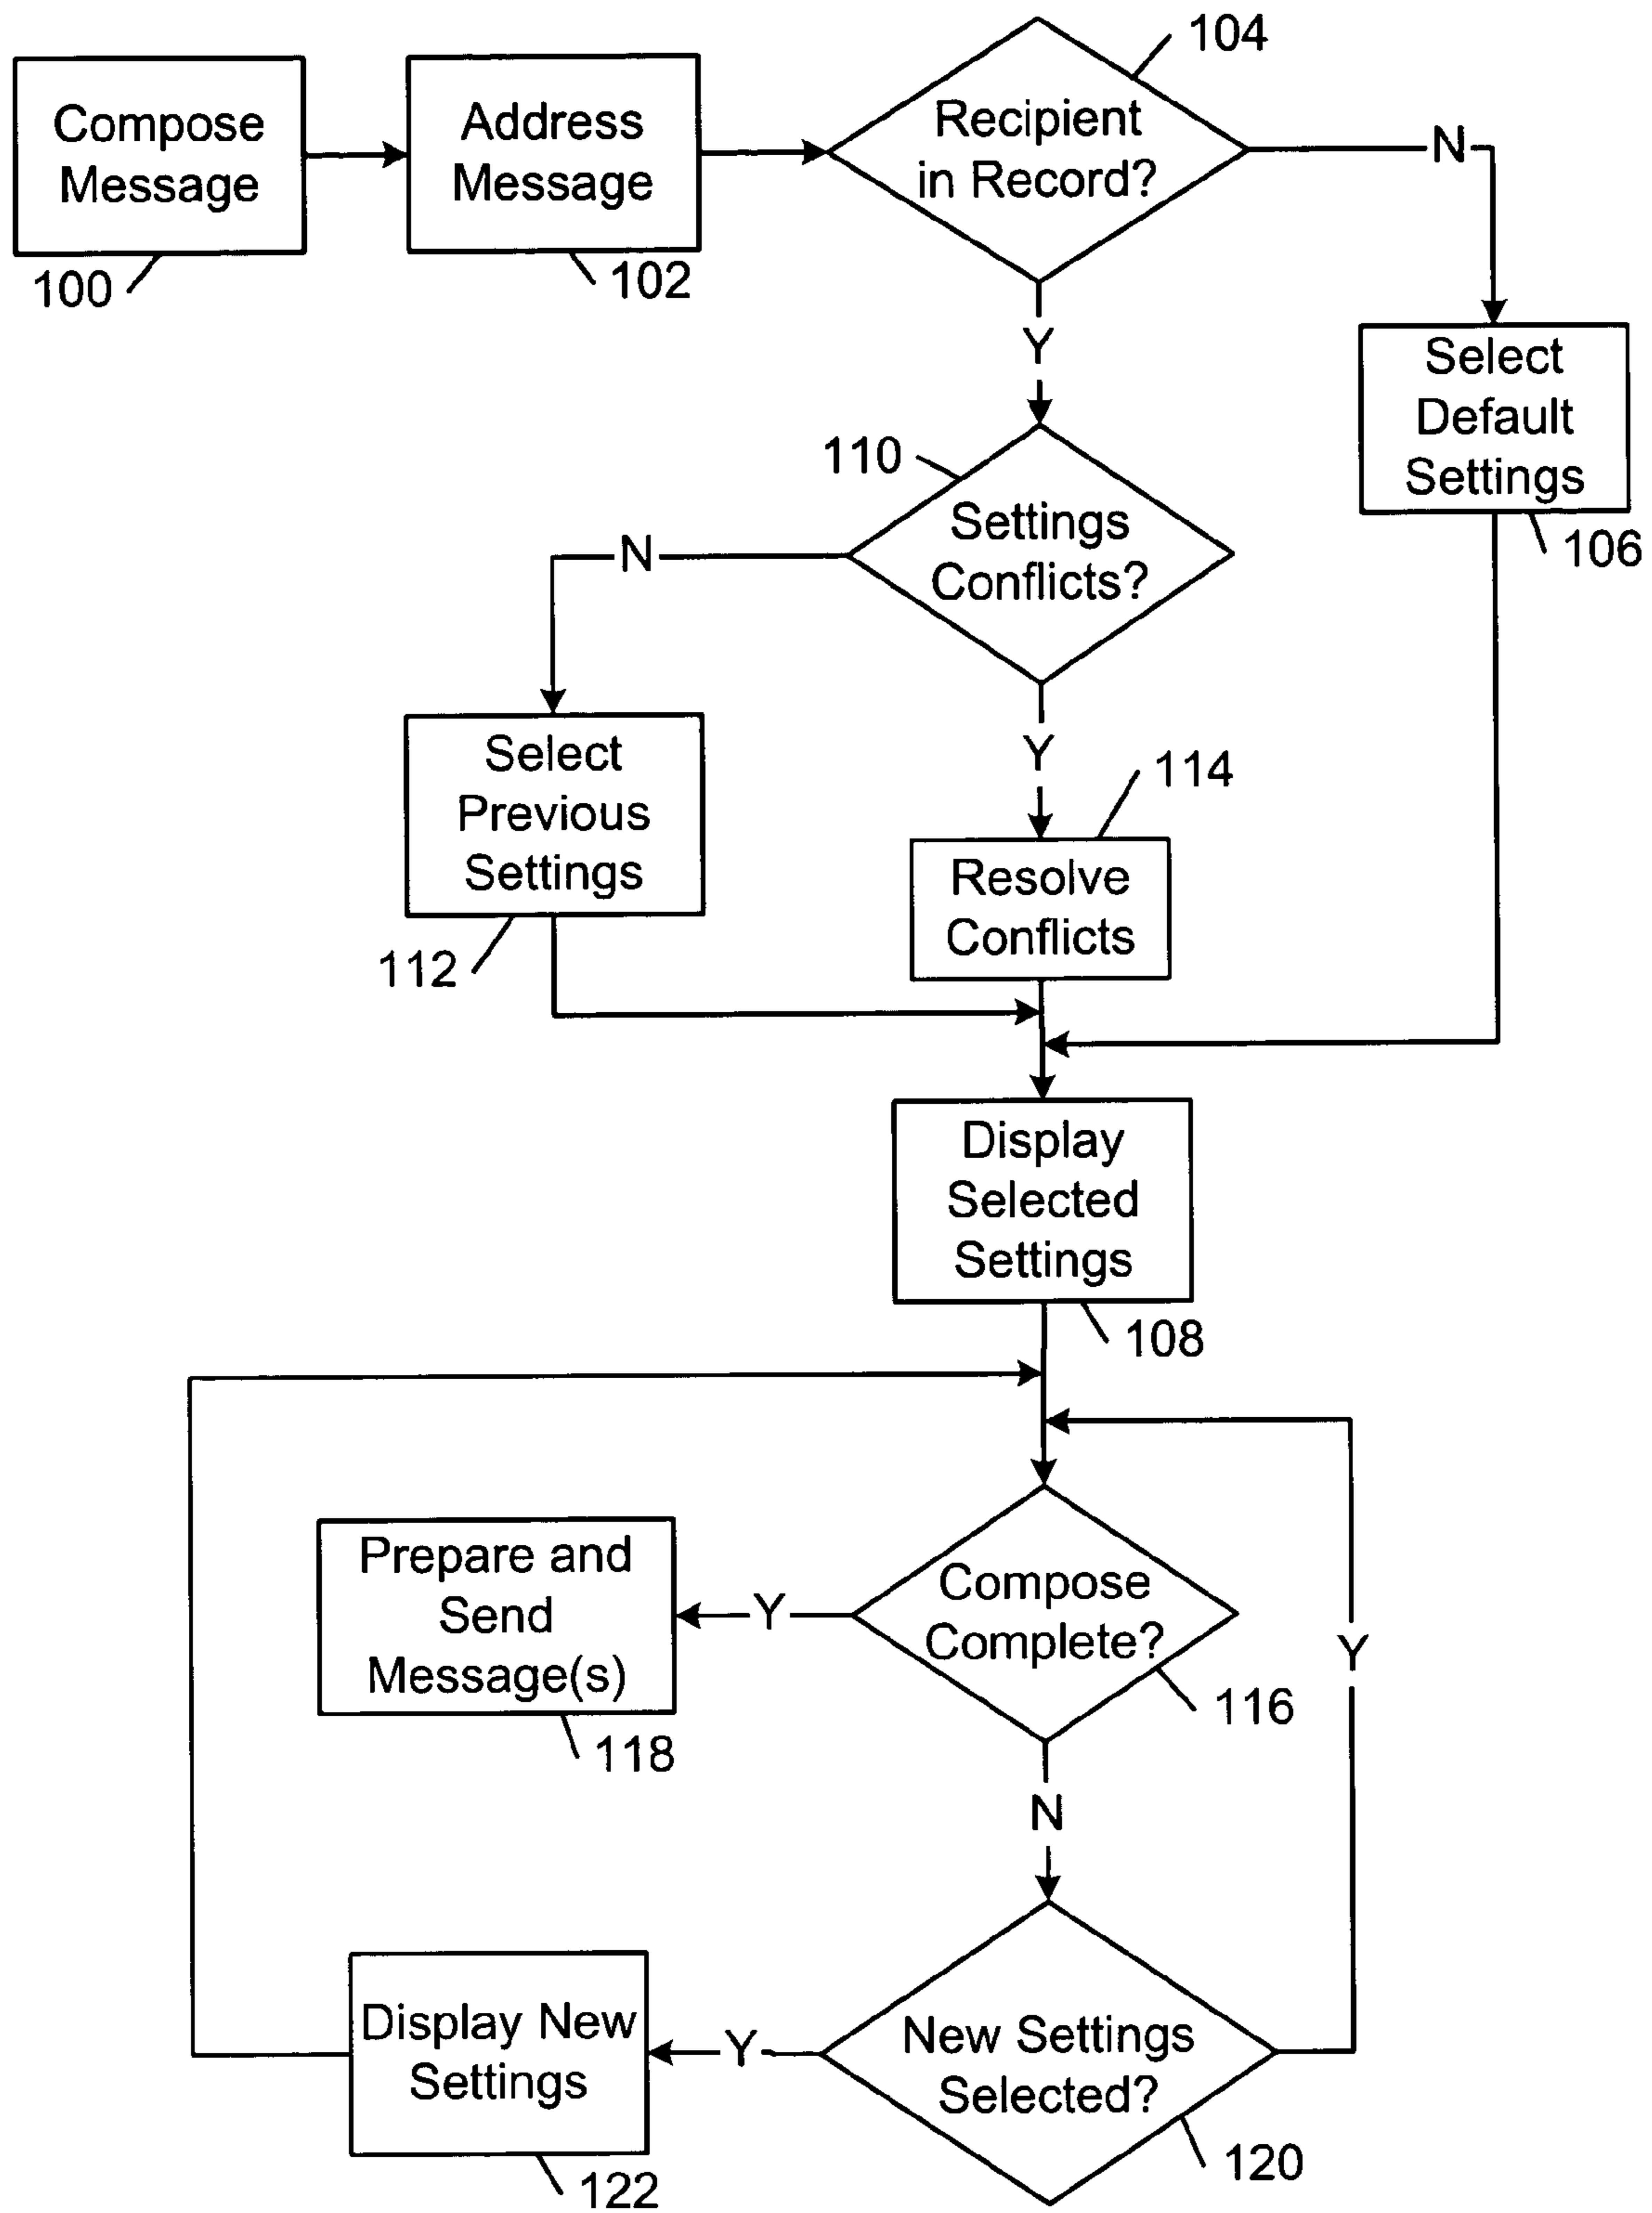 Compose
Message
100
Address
Message
102
Recipient
in Record?
104
N
Y
Select
Default
Settings
106
110
Settings
Conflicts?
N
Y
Select
Previous
Settings
112
114
Resolve
Conflicts
Display
Selected
Settings
108
Compose
Complete?
116
Y
Prepare and
Send
Message(s)
118
N
Y
New Settings
Selected?
120
Y
Display New
Settings
122